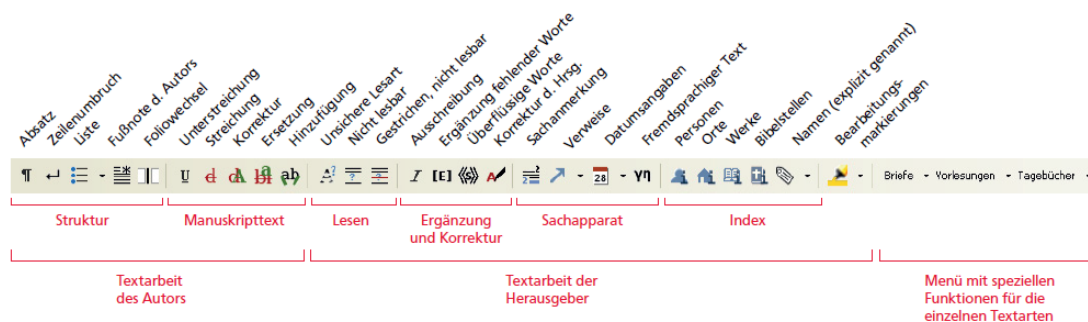 Absatz
Zeilenumbruch
Liste
Fußnote d. Autors
Foliowechsel
Unterstreichung
Streichung
Korrektur
Ersetzung
Hinzufügung
Unsichere Lesart
Nicht lesbar
Gestrichen, nicht lesbar
Ausschreibung
Ergänzung fehlender Worte
Überflüssige Worte
Korrektur d. Hrsg.
Sachanmerkung
Verweise
Datumsangaben
Fremdsprachiger Text
Personen
Orte
Werke
Bibelstellen
Namen (explizit genannt)
Bearbeitungs-
markierungen
¶ U d I [E] 28 γη Briefe Vorlesungen Tagebücher
Struktur Manuskripttext Lesen Ergänzung Sachapparat Index
und Korrektur
Textarbeit Textarbeit der Menü mit speziellen
des Autors Herausgeber Funktionen für die
einzelnen Textarten